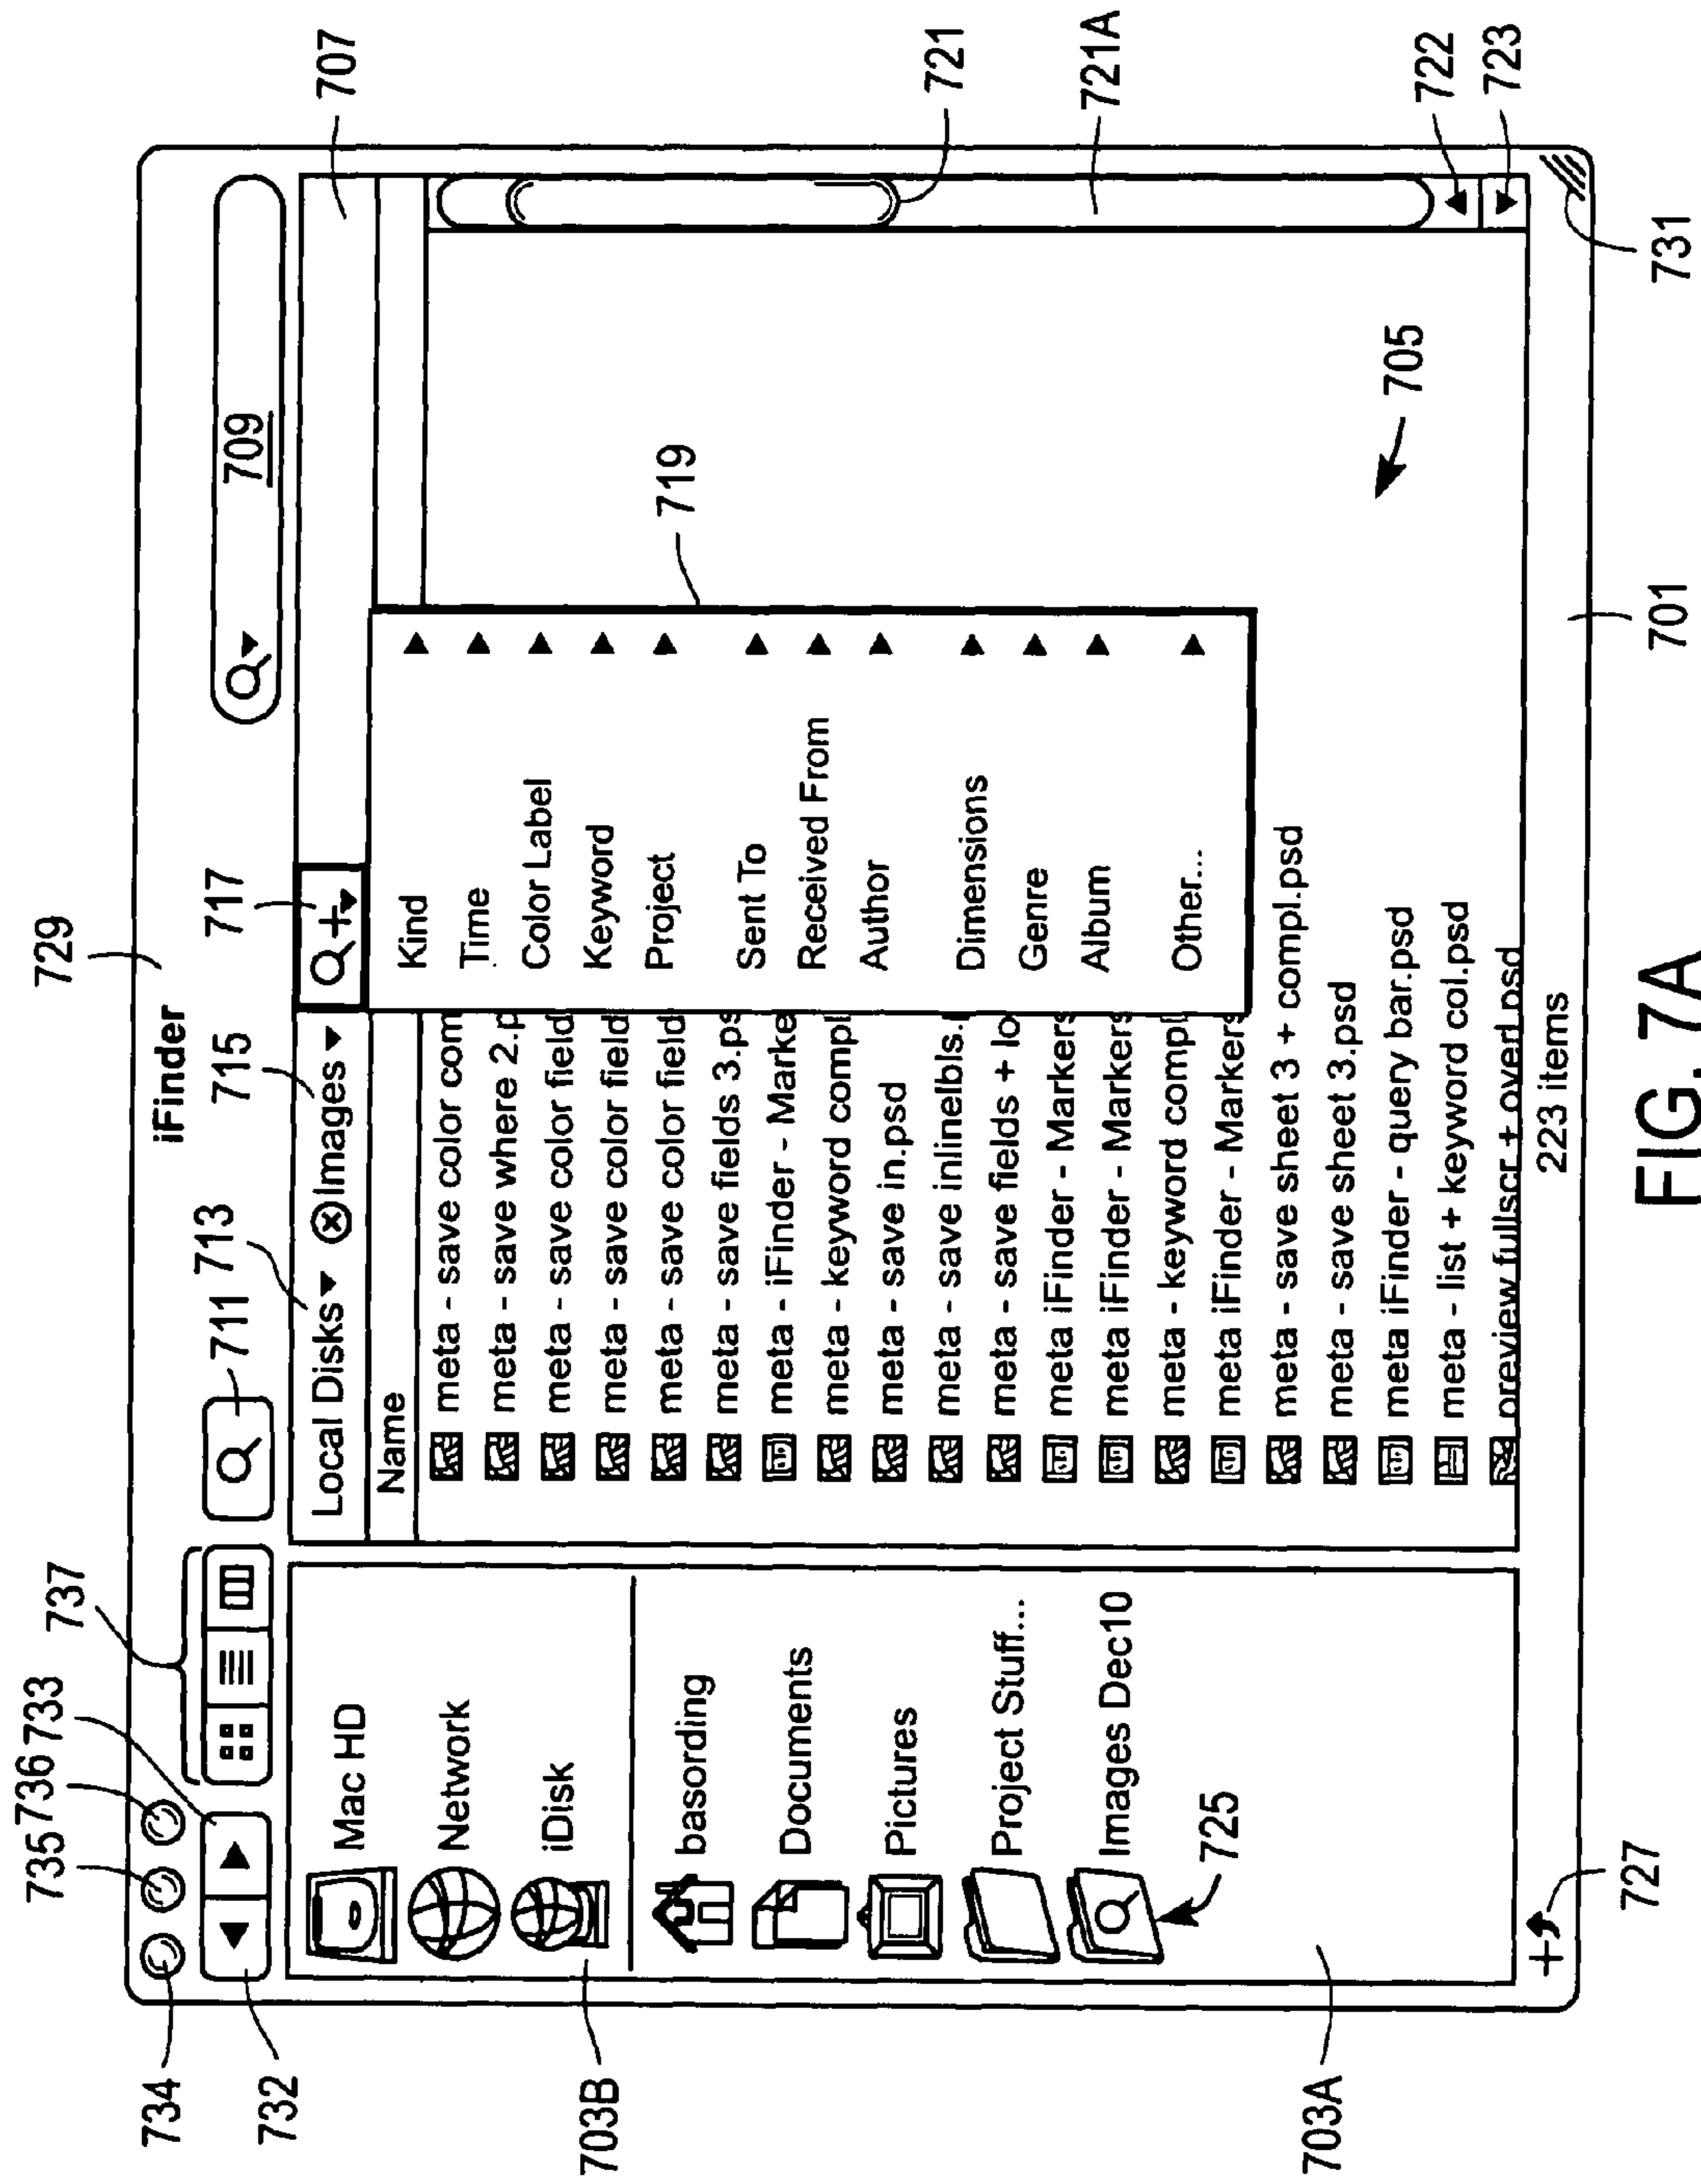 729
735 736 733
737
711 713
715
717
707
734
iFinder
732
709
Local Disks
Images
Name
703B
Mac HD
Network
iDisk
basording
Documents
Pictures
Project Stuff...
Images Dec10
725
703A
727
meta - save color com
meta - save where 2.p
meta - save color field
meta - save color field
meta - save color field
meta - save fields 3.ps
meta - iFinder - Marke
meta - keyword compl
meta - save in.psd
meta - save inlinelbls.
meta - save fields + lo
meta iFinder - Markers
meta iFinder - Markers
meta - keyword compl
meta iFinder - Markers
meta - save sheet 3 + compl.psd
meta - save sheet 3.psd
meta iFinder - query bar.psd
meta - list + keyword col.psd
preview fullscr + overl.psd
Kind
Time
Color Label
Keyword
Project
Sent To
Received From
Author
Dimensions
Genre
Album
Other...
719
705
721
721A
722
723
223 items
701
731
FIG. 7A